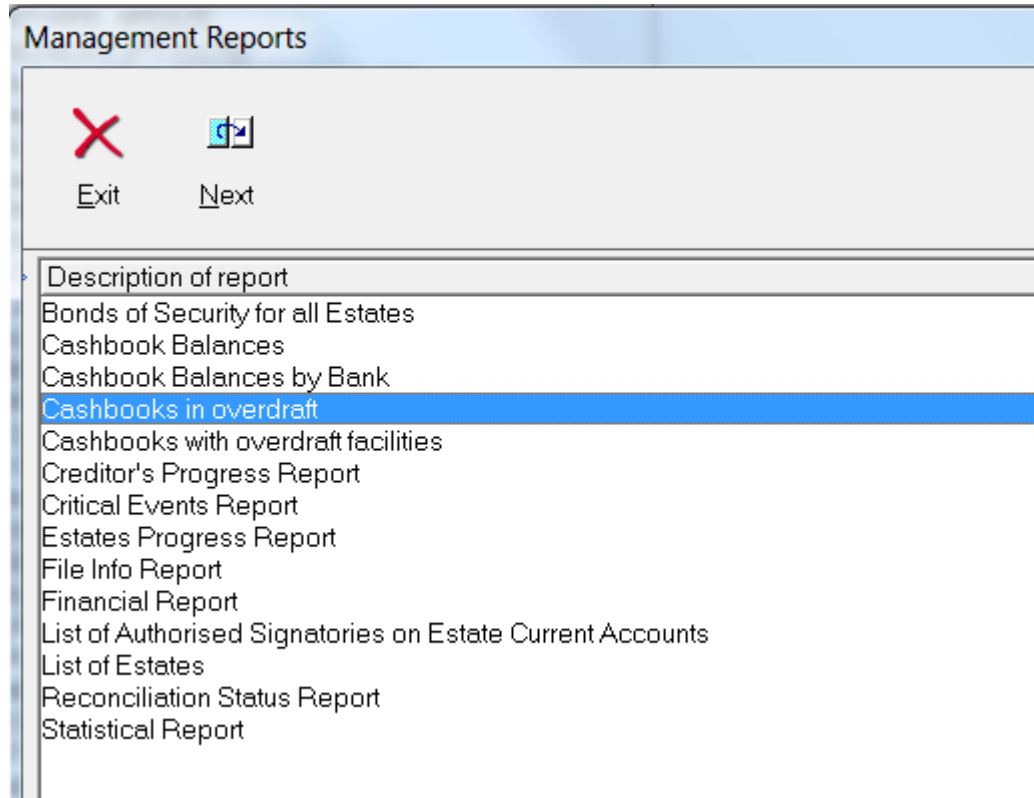 Management Reports
Exit Next
Description of report
Bonds of Security for all Estates
Cashbook Balances
Cashbook Balances by Bank
Cashbooks in overdraft
Cashbooks with overdraft facilities
Creditor's Progress Report
Critical Events Report
Estates Progress Report
File Info Report
Financial Report
List of Authorised Signatories on Estate Current Accounts
List of Estates
Reconciliation Status Report
Statistical Report